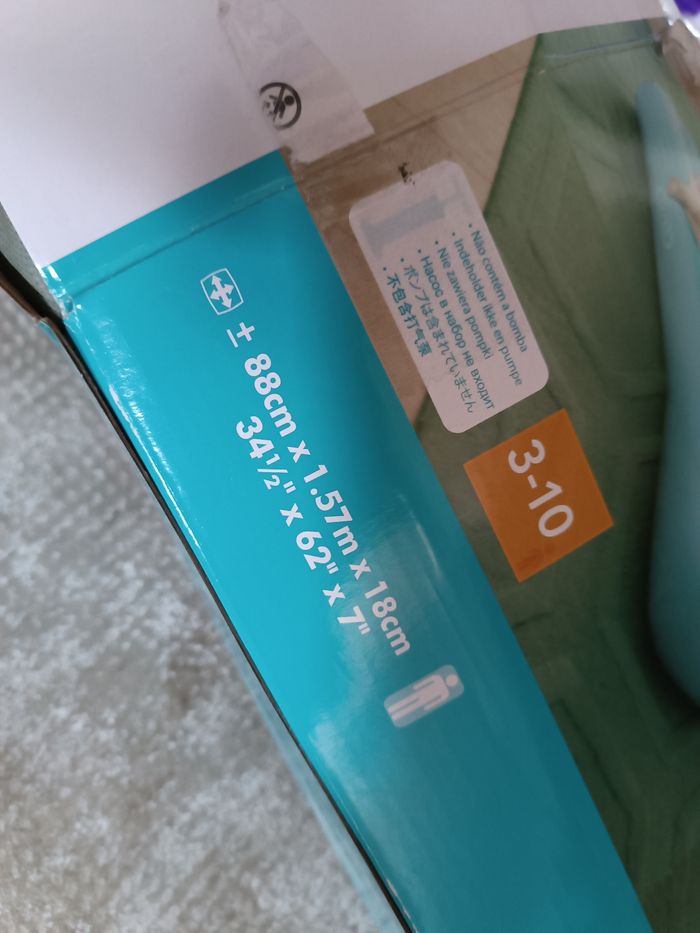 • Não contém a bomba
• Indeholder ikke en pumpe
• Nie zawiera pompki
• Насос в набор не входит
• ポンプは含まれていません
• 不包含打气泵
3-10
± 88cm x 1.57m x 18cm
34½" x 62" x 7"